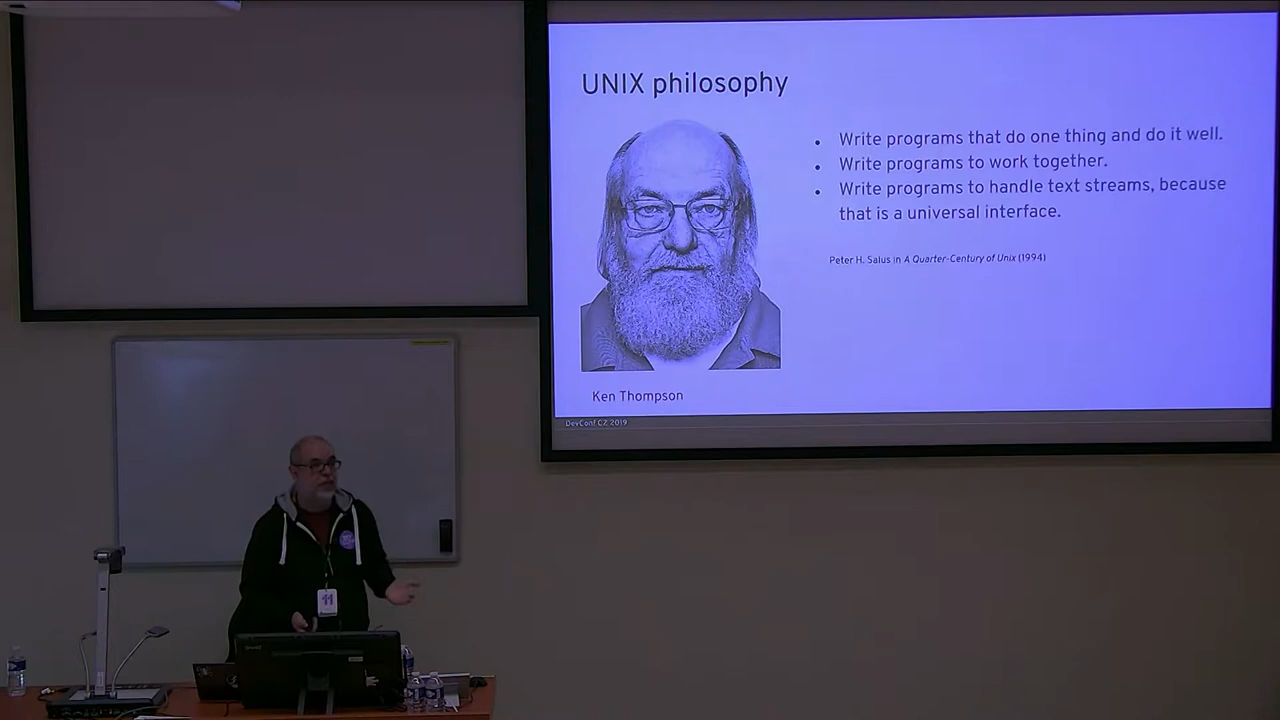 UNIX philosophy
Write programs that do one thing and do it well.
Write programs to work together.
Write programs to handle text streams, because
that is a universal interface.
Peter H. Salus in A Quarter-Century of Unix (1994)
Ken Thompson
DevConf CZ, 2019